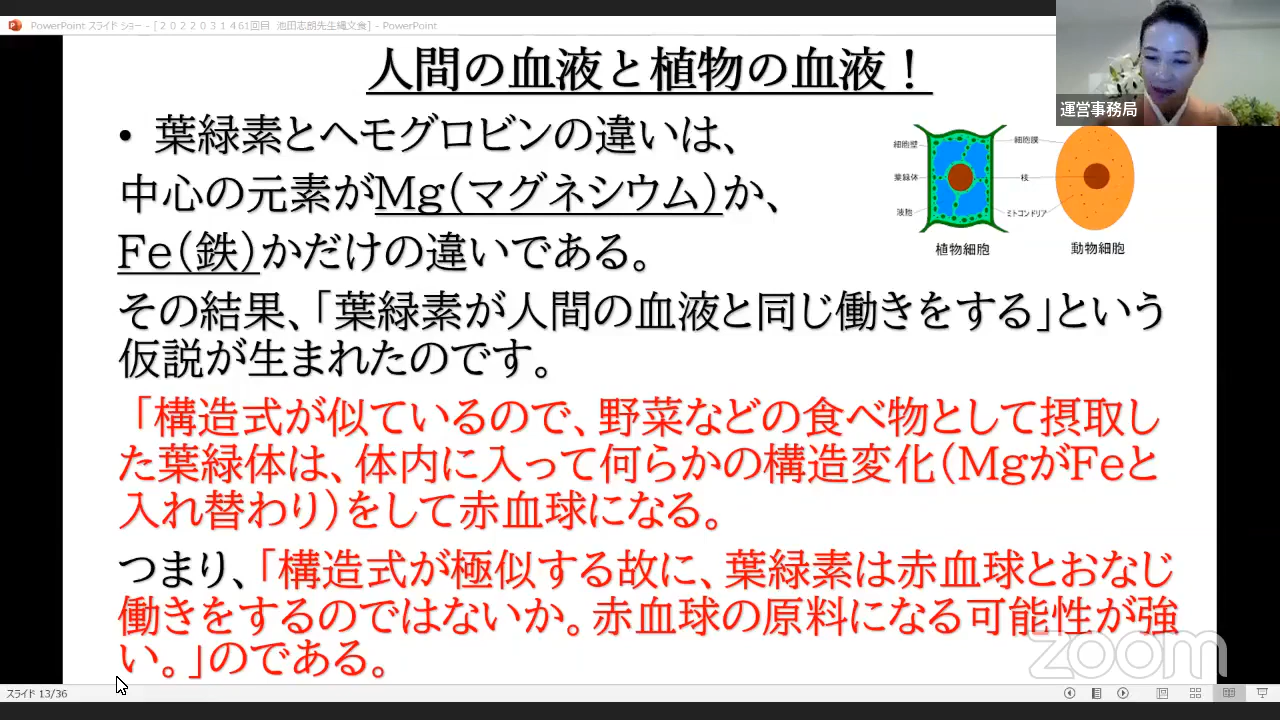 PowerPoint スライド ショー - [２０２２０３１４61回目 池田志朗先生縄文食] - PowerPoint
運営事務局
人間の血液と植物の血液！
• 葉緑素とヘモグロビンの違いは、
中心の元素がMg(マグネシウム)か、
Fe(鉄)かだけの違いである。
細胞壁
葉緑体
液胞
細胞膜
核
ミトコンドリア
植物細胞
動物細胞
その結果、「葉緑素が人間の血液と同じ働きをする」という
仮説が生まれたのです。
「構造式が似ているので、野菜などの食べ物として摂取し
た葉緑体は、体内に入って何らかの構造変化(MgがFeと
入れ替わり)をして赤血球になる。
つまり、「構造式が極似する故に、葉緑素は赤血球とおなじ
働きをするのではないか。赤血球の原料になる可能性が強
い。」のである。
zoom
スライド 13/36